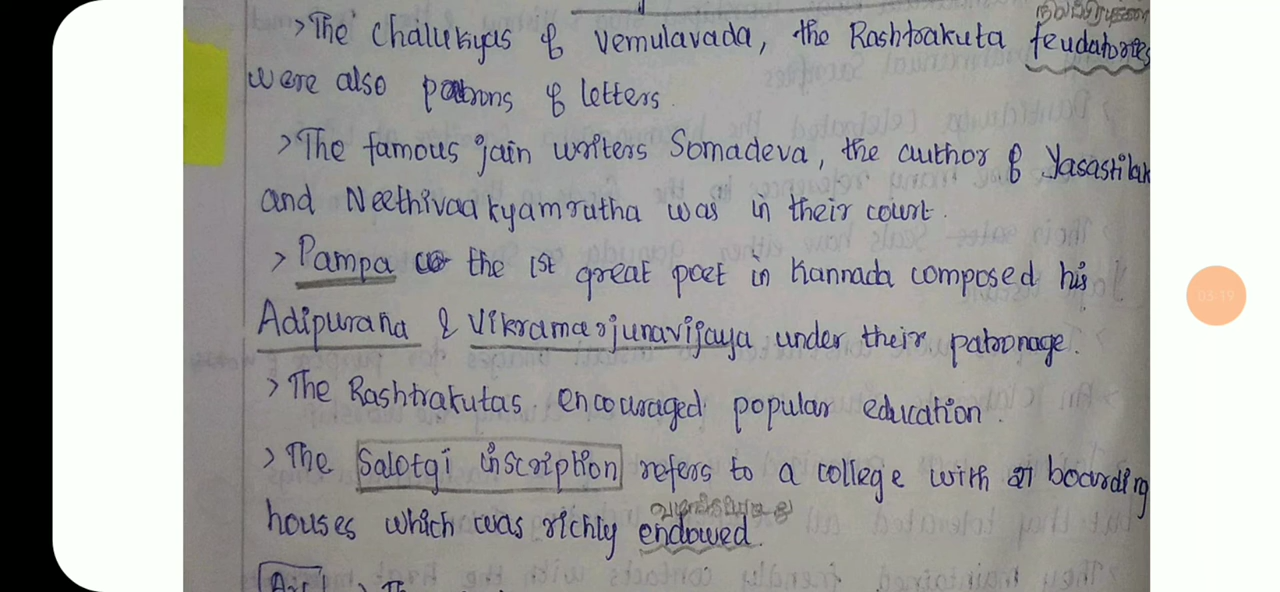 > The Chalukyas of Vemulavada, the Rashtrakuta feudatories
were also patrons of letters.
> The famous jain writers Somadeva, the author of Yasastilak
and Neethivaakyamrutha was in their court.
> Pampa the 1st great poet in Kannada composed his
Adipurana & Vikramarjunavijaya under their patronage.
> The Rashtrakutas encouraged popular education.
> The Salotgi inscription refers to a college with 27 boarding
houses which was richly endowed.
03:19